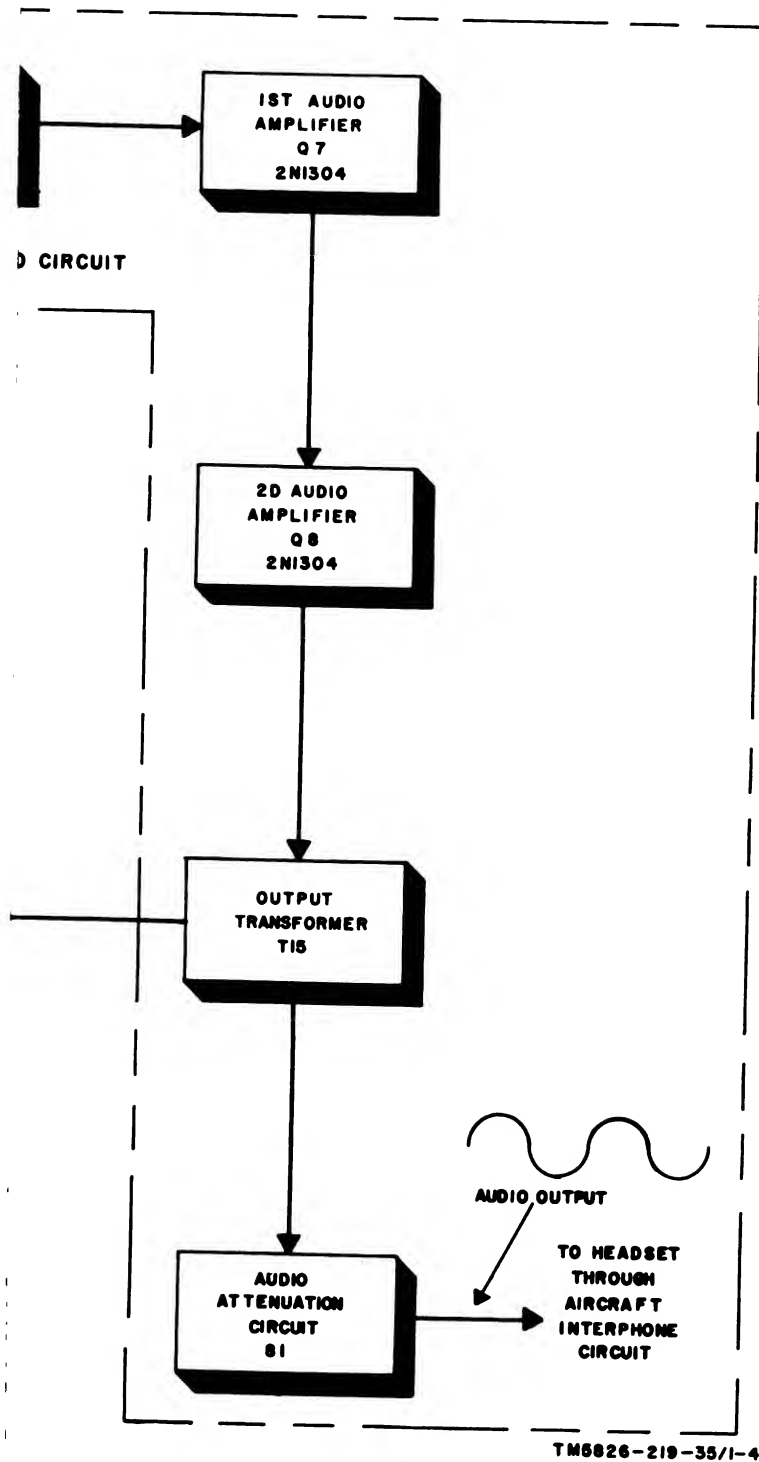 1ST AUDIO
AMPLIFIER
Q7
2N1304
D CIRCUIT
2D AUDIO
AMPLIFIER
Q8
2N1304
OUTPUT
TRANSFORMER
T15
AUDIO OUTPUT
AUDIO
ATTENUATION
CIRCUIT
S1
TO HEADSET
THROUGH
AIRCRAFT
INTERPHONE
CIRCUIT
TM5826-219-35/1-4